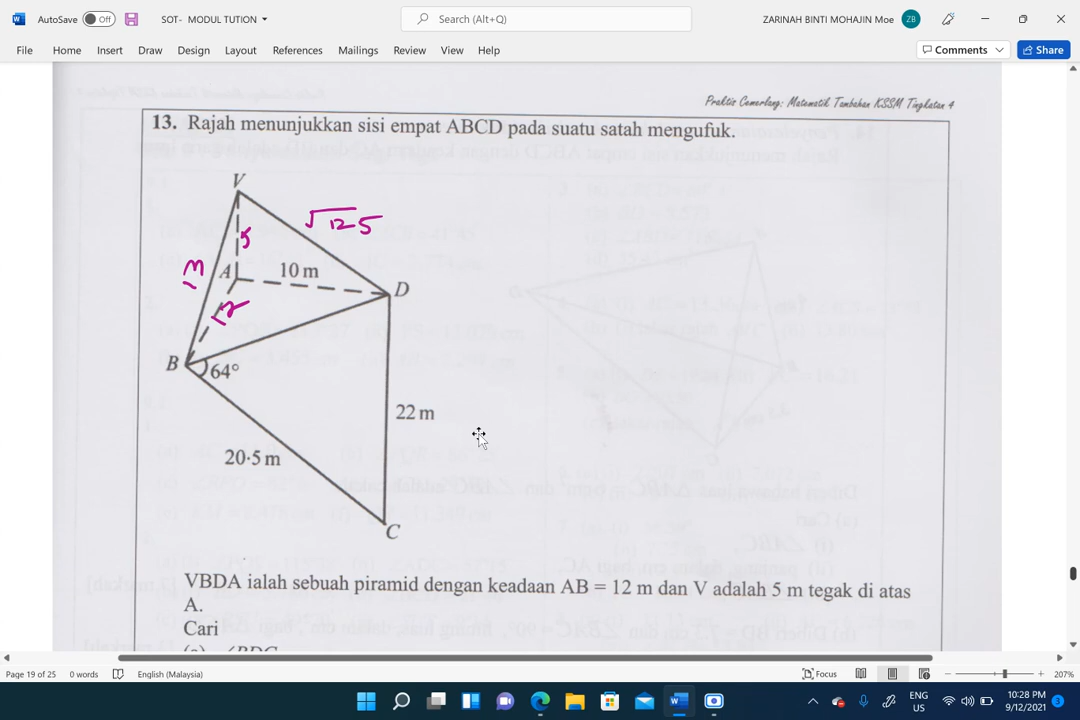 AutoSave Off SOT- MODUL TUTION Search (Alt+Q) ZARINAH BINTI MOHAJIN Moe ZB
File Home Insert Draw Design Layout References Mailings Review View Help Comments Share
Praktis Cemerlang: Matematik Tambahan KSSM Tingkatan 4
13. Rajah menunjukkan sisi empat ABCD pada suatu satah mengufuk.
V
√125
5
13
A 10 m
D
12
B 64°
22 m
20·5 m
C
VBDA ialah sebuah piramid dengan keadaan AB = 12 m dan V adalah 5 m tegak di atas
A.
Cari
Page 19 of 25 0 words English (Malaysia) Focus 207%
ENG
US
10:28 PM
9/12/2021
3